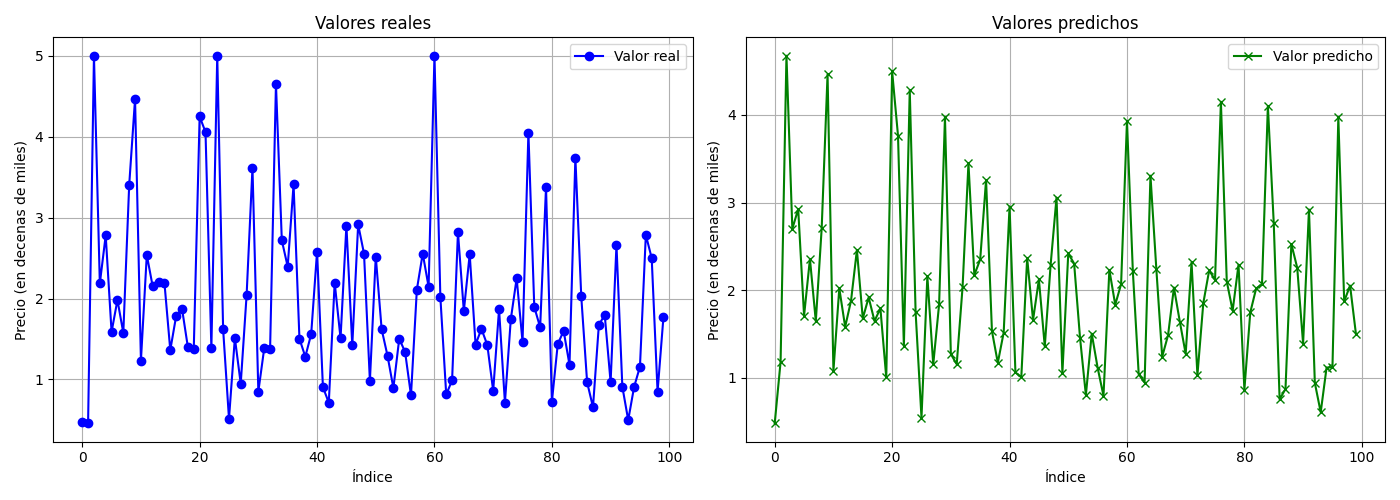 Valores reales
Valor real
Precio (en decenas de miles)
5
4
3
2
1
0
20
40
60
80
100
Índice
Valores predichos
Valor predicho
Precio (en decenas de miles)
4
3
2
1
0
20
40
60
80
100
Índice